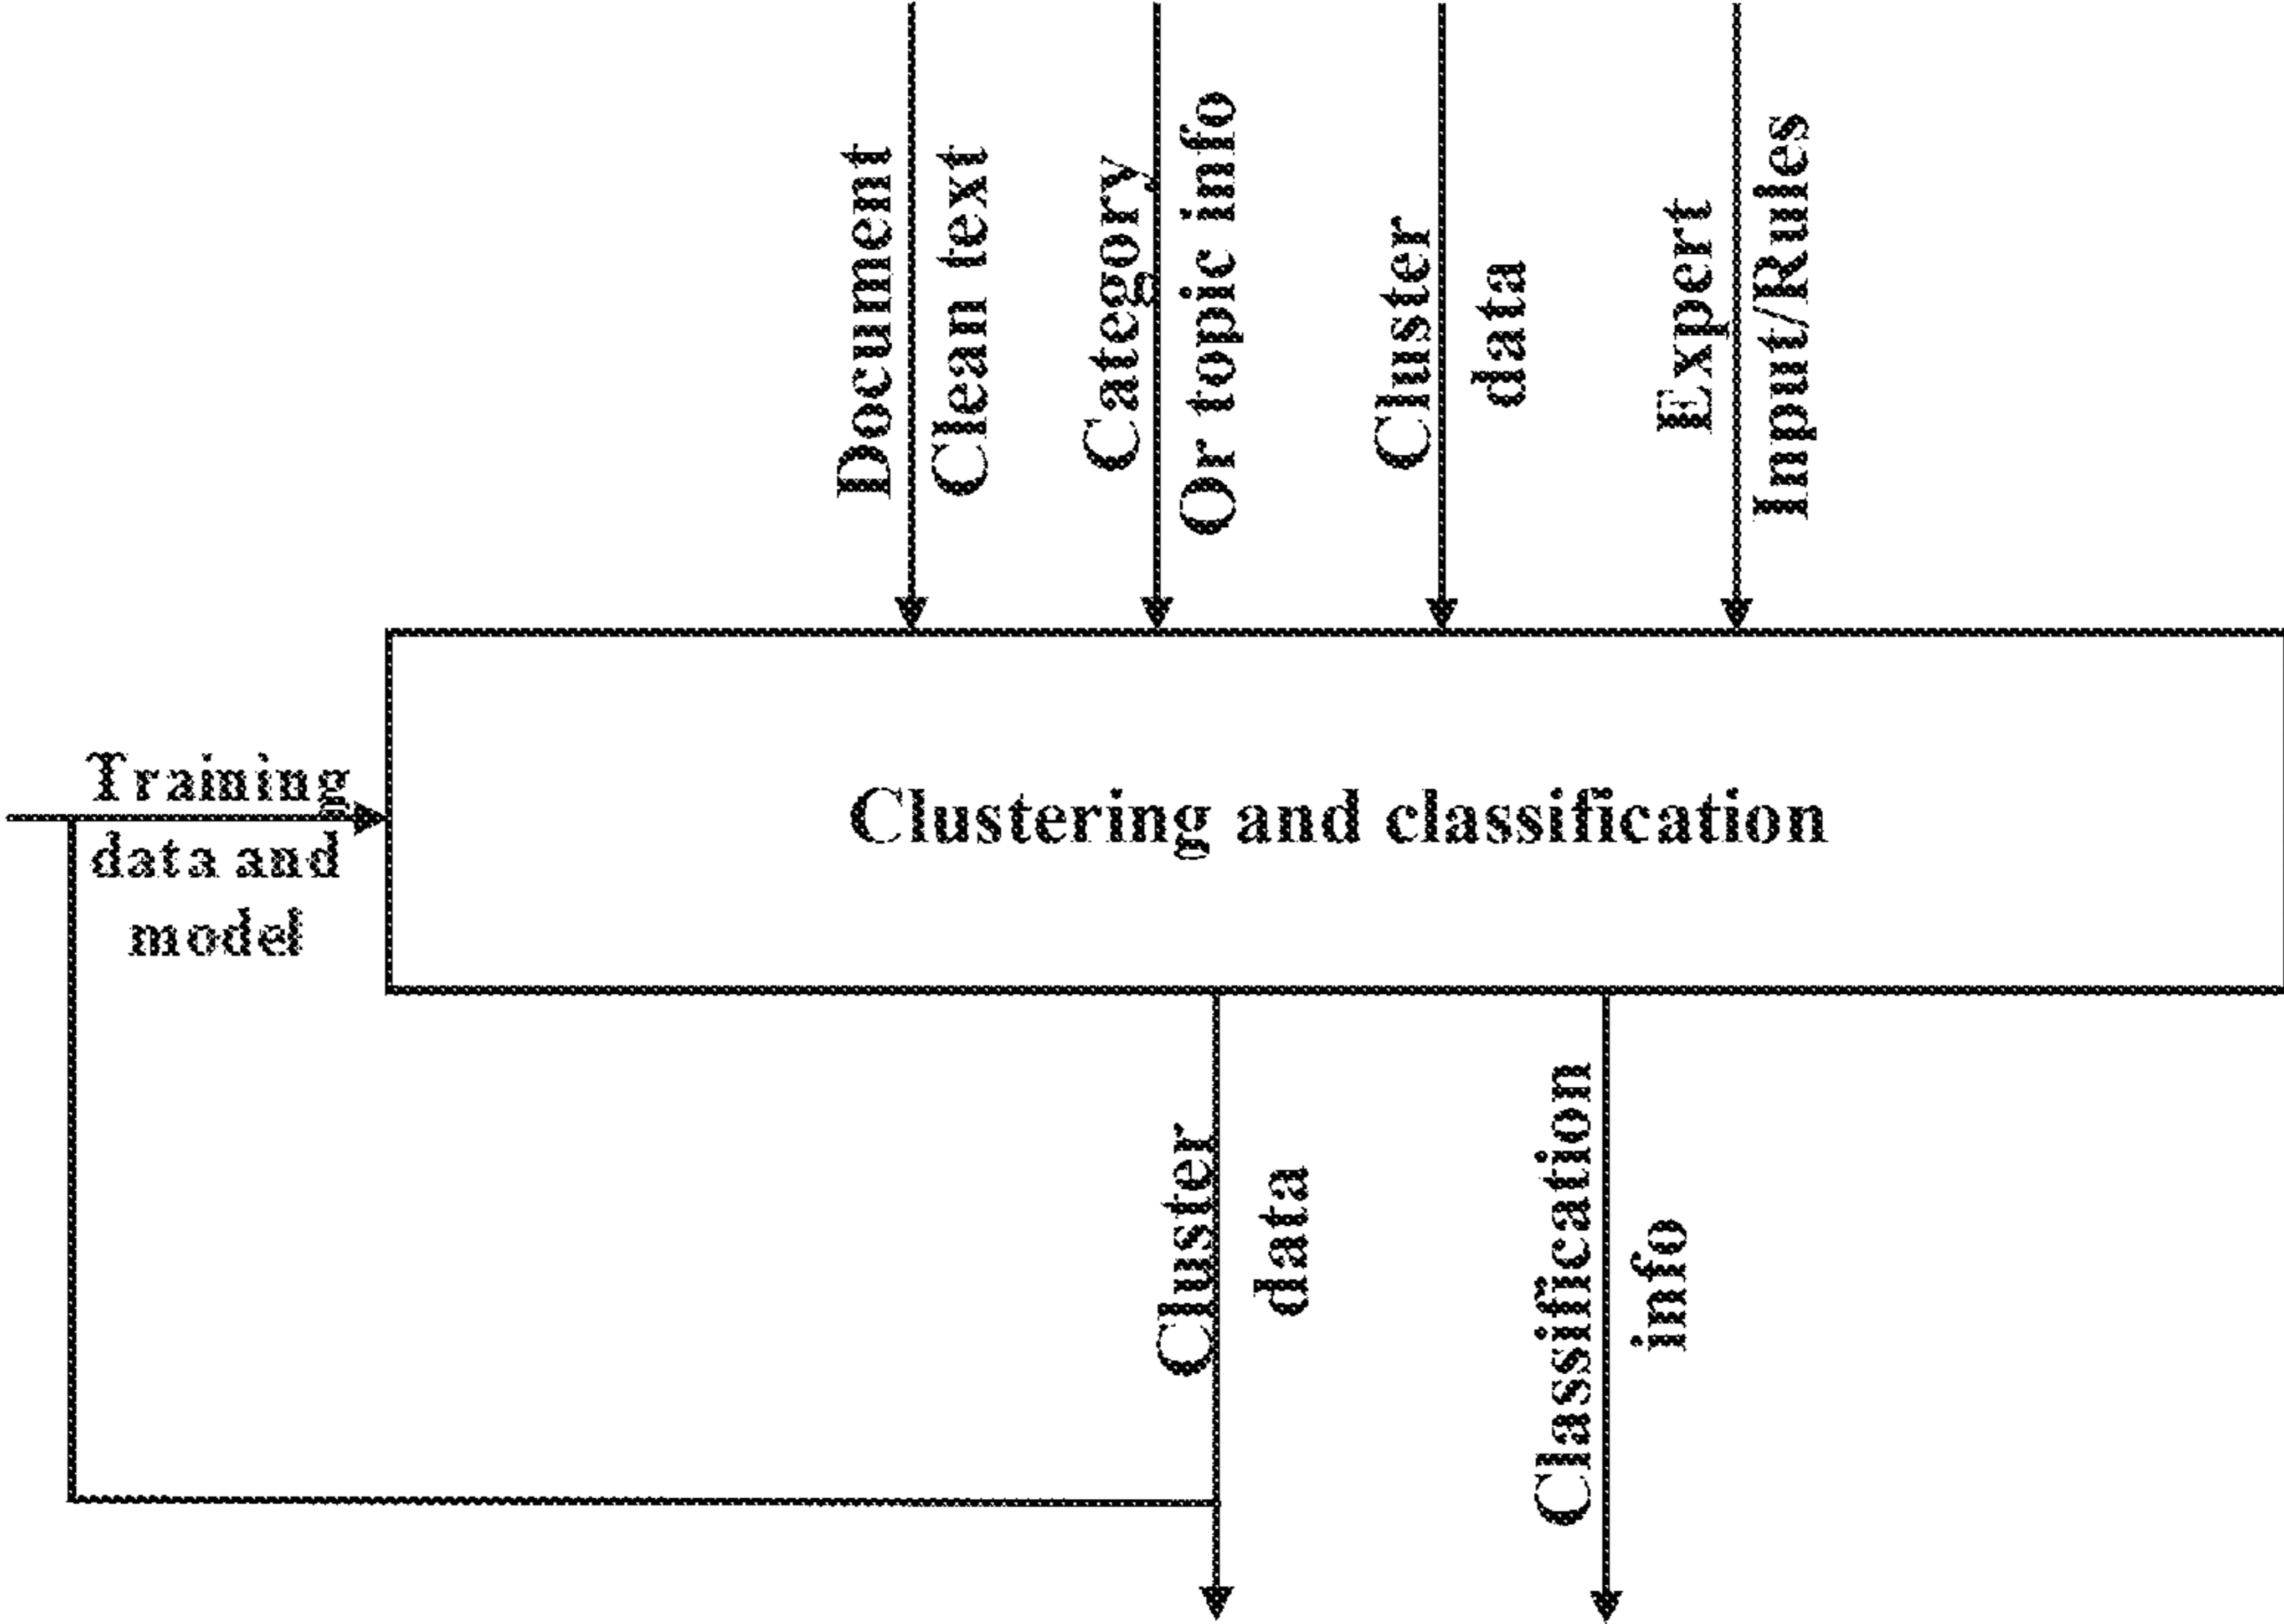 Document
Clean text
Category
Or topic info
Cluster
data
Expert
Input/Rules
Training
data and
model
Clustering and classification
Cluster
data
Classification
info